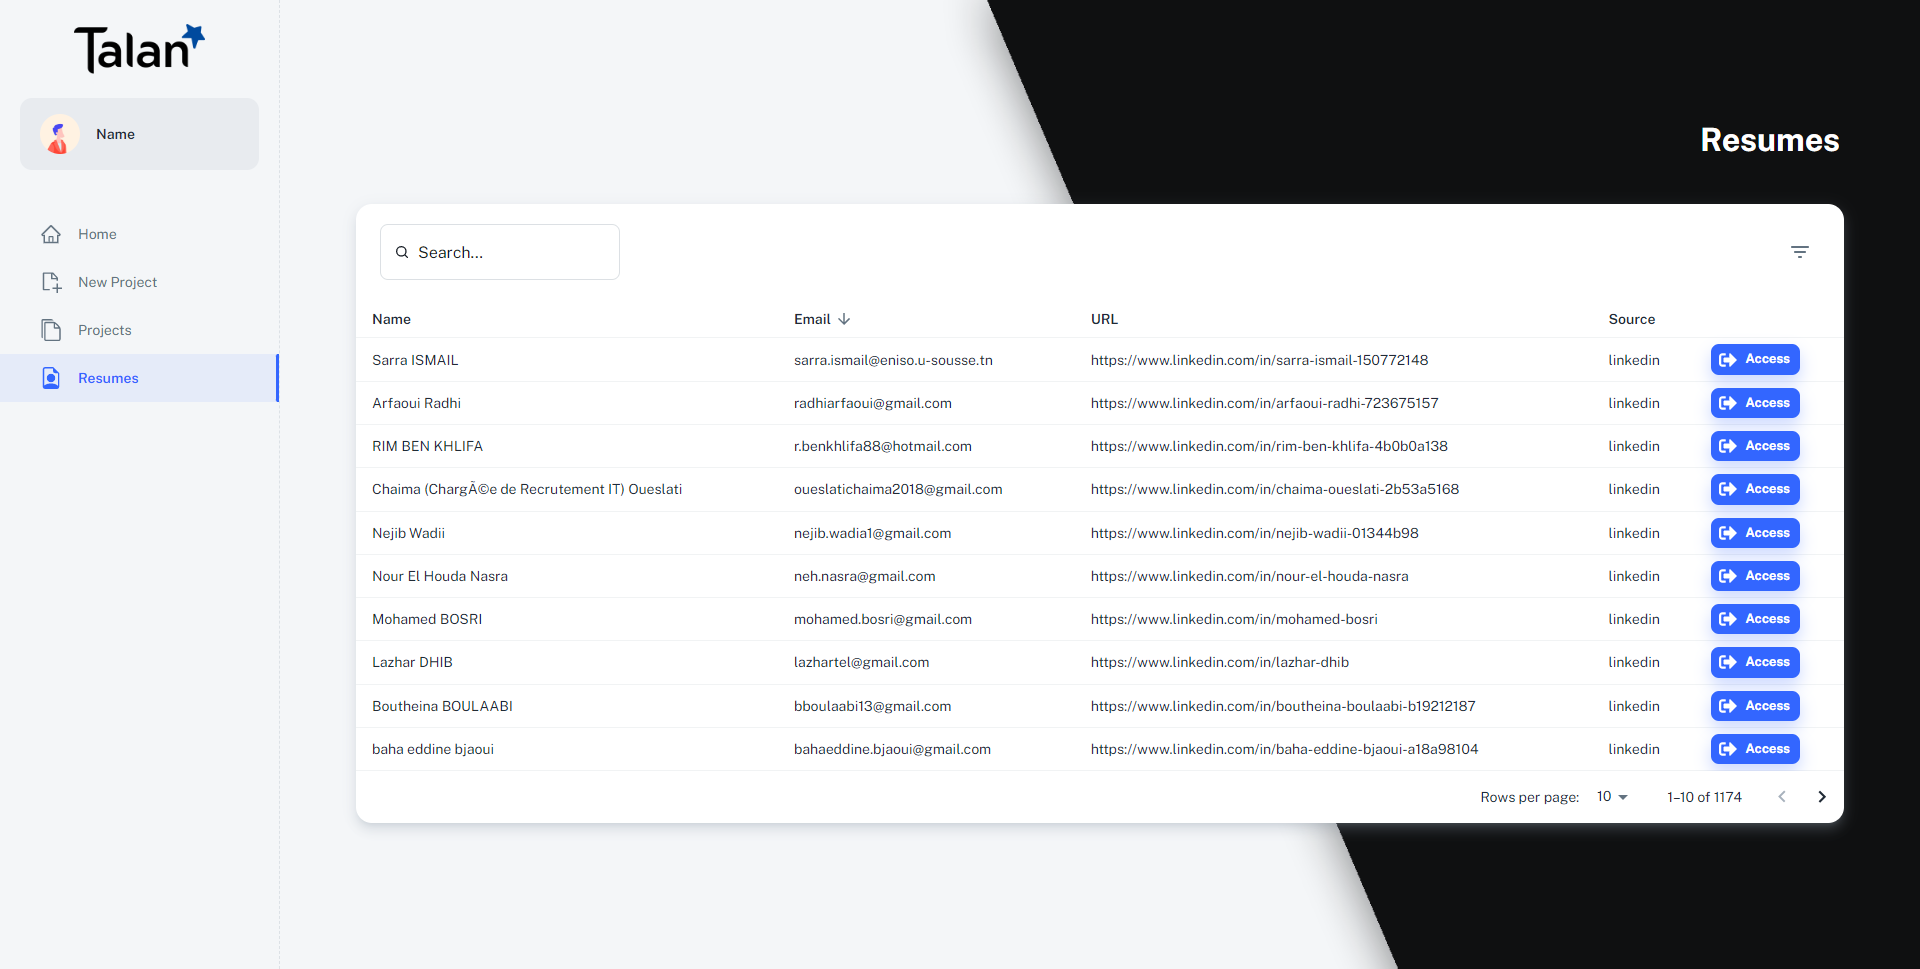 Talan
Name
Home
New Project
Projects
Resumes
Resumes
Search...
Name Email URL Source
Sarra ISMAIL sarra.ismail@eniso.u-sousse.tn https://www.linkedin.com/in/sarra-ismail-150772148 linkedin Access
Arfaoui Radhi radhiarfaoui@gmail.com https://www.linkedin.com/in/arfaoui-radhi-723675157 linkedin Access
RIM BEN KHLIFA r.benkhlifa88@hotmail.com https://www.linkedin.com/in/rim-ben-khlifa-4b0b0a138 linkedin Access
Chaima (ChargÃ©e de Recrutement IT) Oueslati oueslatichaima2018@gmail.com https://www.linkedin.com/in/chaima-oueslati-2b53a5168 linkedin Access
Nejib Wadii nejib.wadia1@gmail.com https://www.linkedin.com/in/nejib-wadii-01344b98 linkedin Access
Nour El Houda Nasra neh.nasra@gmail.com https://www.linkedin.com/in/nour-el-houda-nasra linkedin Access
Mohamed BOSRI mohamed.bosri@gmail.com https://www.linkedin.com/in/mohamed-bosri linkedin Access
Lazhar DHIB lazhartel@gmail.com https://www.linkedin.com/in/lazhar-dhib linkedin Access
Boutheina BOULAABI bboulaabi13@gmail.com https://www.linkedin.com/in/boutheina-boulaabi-b19212187 linkedin Access
baha eddine bjaoui bahaeddine.bjaoui@gmail.com https://www.linkedin.com/in/baha-eddine-bjaoui-a18a98104 linkedin Access
Rows per page: 10 1–10 of 1174